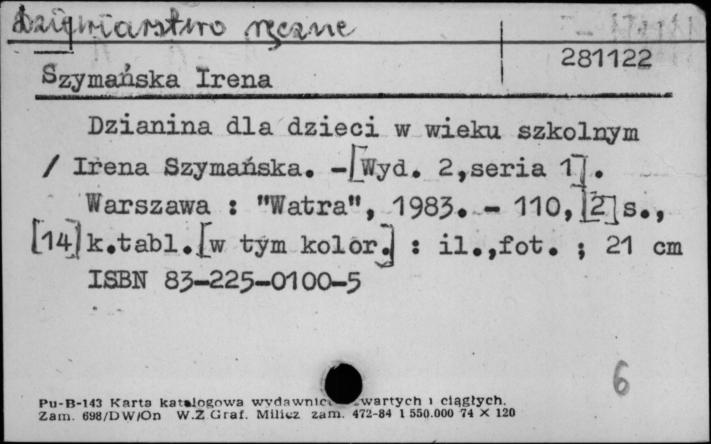 Dziewiarstwo ręczne
281122
Szymańska Irena
Dzianina dla dzieci w wieku szkolnym
/ Irena Szymańska. -[Wyd. 2,seria 1].
Warszawa : "Watra", 1983. - 110,[2]s.,
[14]k.tabl.[w tym kolor.] : il.,fot. ; 21 cm
ISBN 83-225-0100-5
6
Pu-B-143 Karta katalogowa wydawnict zwartych i ciągłych.
Zam. 698/DW/On W.Z Graf. Milicz zam. 472-84 1 550.000 74 X 120